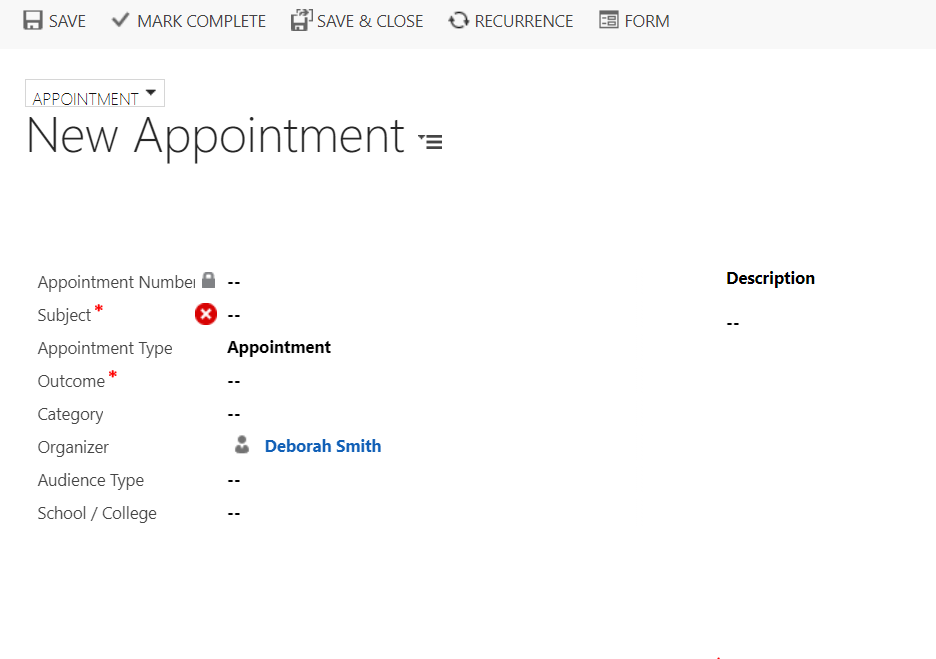 SAVE MARK COMPLETE SAVE & CLOSE RECURRENCE FORM
APPOINTMENT
New Appointment
Appointment Number --
Subject * --
Appointment Type Appointment
Outcome * --
Category --
Organizer Deborah Smith
Audience Type --
School / College --
Description
--